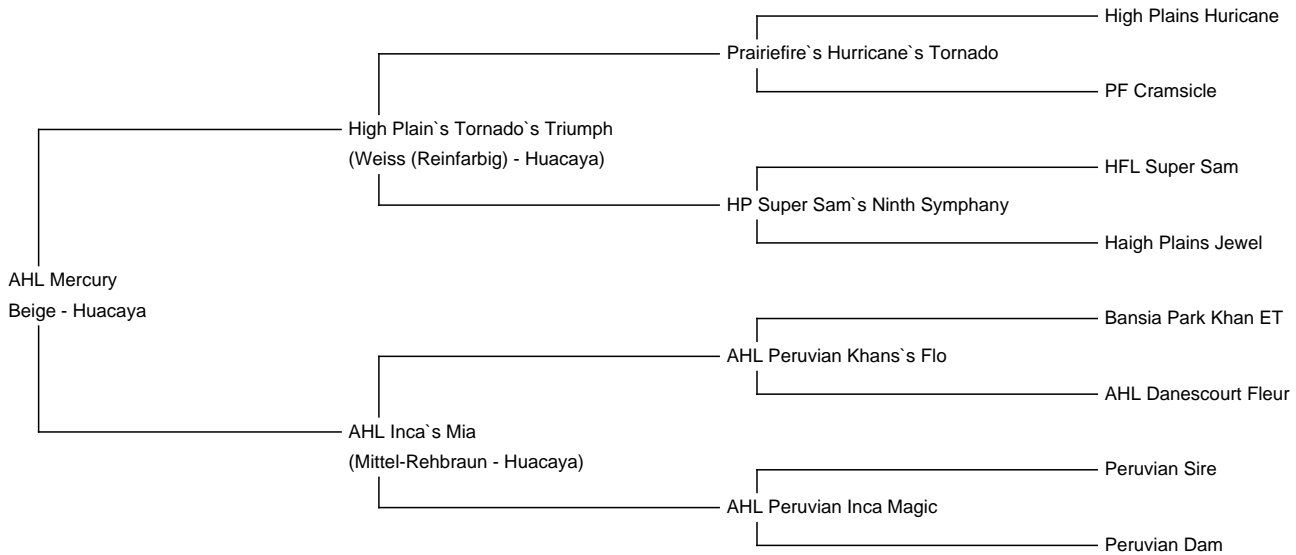 High Plains Huricane
Prairiefire`s Hurricane`s Tornado
PF Cramsicle
High Plain`s Tornado`s Triumph
(Weiss (Reinfarbig) - Huacaya)
HFL Super Sam
HP Super Sam`s Ninth Symphany
Haigh Plains Jewel
AHL Mercury
Beige - Huacaya
Bansia Park Khan ET
AHL Peruvian Khans`s Flo
AHL Danescourt Fleur
AHL Inca`s Mia
(Mittel-Rehbraun - Huacaya)
Peruvian Sire
AHL Peruvian Inca Magic
Peruvian Dam